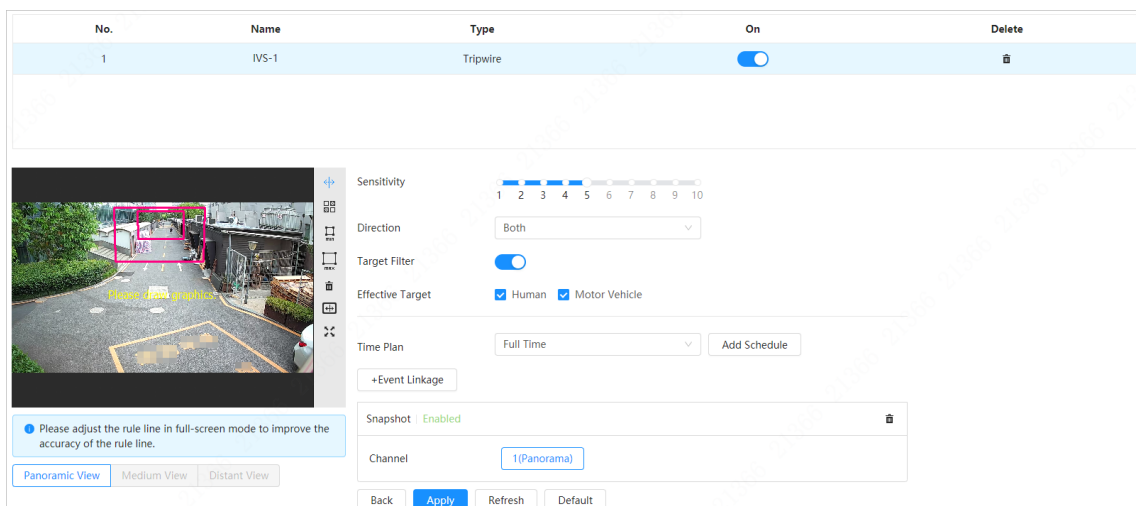 No. Name Type On Delete
1 IVS-1 Tripwire
Sensitivity
1 2 3 4 5 6 7 8 9 10
min
Direction Both
max
Target Filter
Please draw graphics
Effective Target Human Motor Vehicle
Time Plan Full Time Add Schedule
+Event Linkage
Snapshot Enabled
Please adjust the rule line in full-screen mode to improve the
accuracy of the rule line.
Channel 1(Panorama)
Panoramic View Medium View Distant View
Back Apply Refresh Default